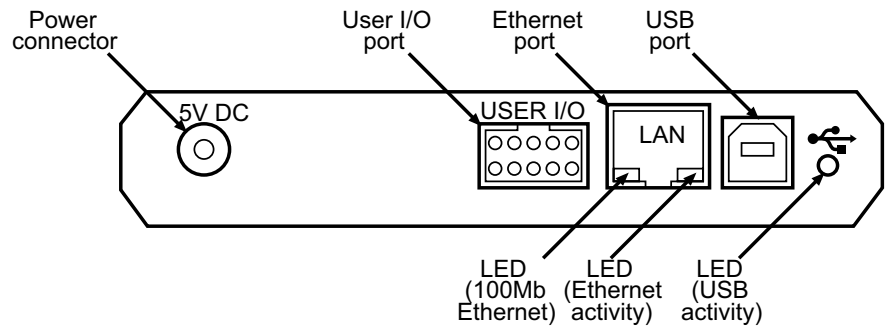 Power
connector
User I/O
port
Ethernet
port
USB
port
5V DC
USER I/O
LAN
LED
(100Mb
Ethernet)
LED
(Ethernet
activity)
LED
(USB
activity)